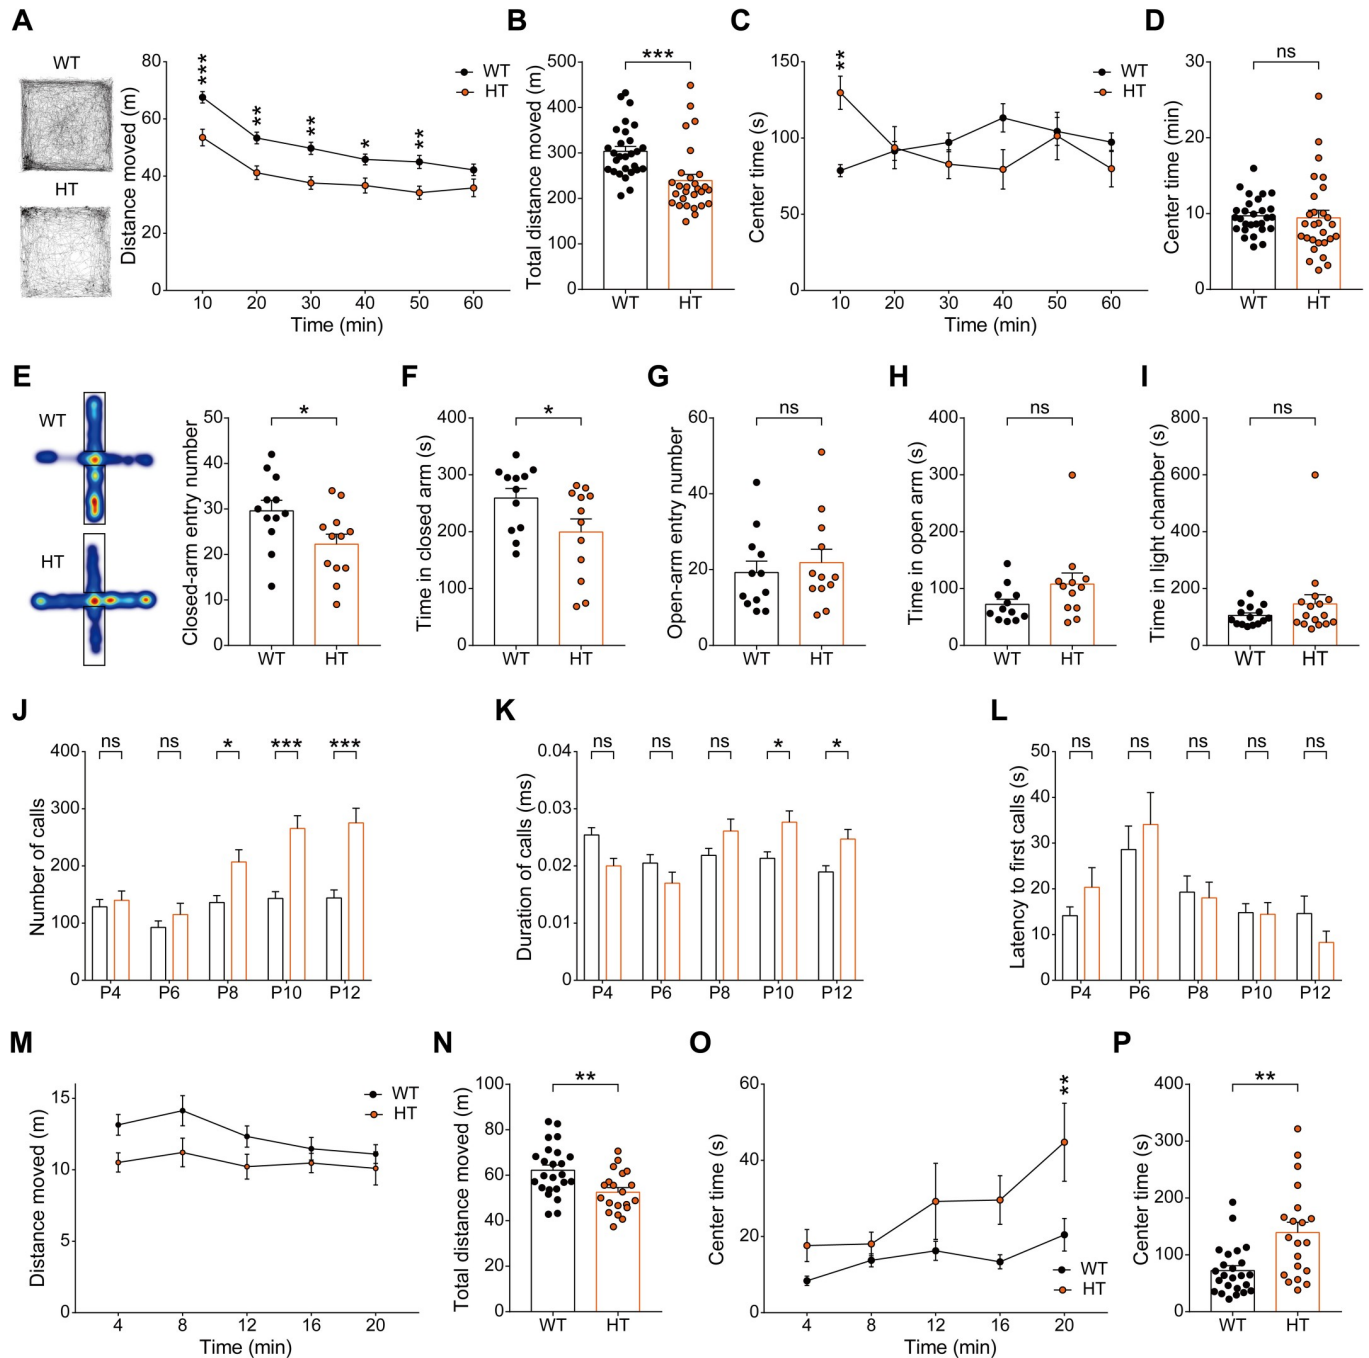 A
WT
HT
Distance moved (m)
80
60
40
20
0
***
**
**
*
**
WT
HT
10 20 30 40 50 60
Time (min)
B
Total distance moved (m)
500
400
300
200
100
0
***
WT HT
C
Center time (s)
150
100
50
0
**
WT
HT
10 20 30 40 50 60
Time (min)
D
Center time (min)
30
20
10
0
ns
WT HT
E
WT
HT
Closed-arm entry number
50
40
30
20
10
0
*
WT HT
F
Time in closed arm (s)
400
300
200
100
0
*
WT HT
G
Open-arm entry number
60
40
20
0
ns
WT HT
H
Time in open arm (s)
400
300
200
100
0
ns
WT HT
I
Time in light chamber (s)
800
600
400
200
0
ns
WT HT
J
Number of calls
400
300
200
100
0
ns ns * *** ***
P4 P6 P8 P10 P12
K
Duration of calls (ms)
0.04
0.03
0.02
0.01
0
ns ns ns * *
P4 P6 P8 P10 P12
L
Latency to first calls (s)
50
40
30
20
10
0
ns ns ns ns ns
P4 P6 P8 P10 P12
M
Distance moved (m)
15
10
5
0
WT
HT
4 8 12 16 20
Time (min)
N
Total distance moved (m)
100
80
60
40
20
0
**
WT HT
O
Center time (s)
60
40
20
0
**
WT
HT
4 8 12 16 20
Time (min)
P
Center time (s)
400
300
200
100
0
**
WT HT